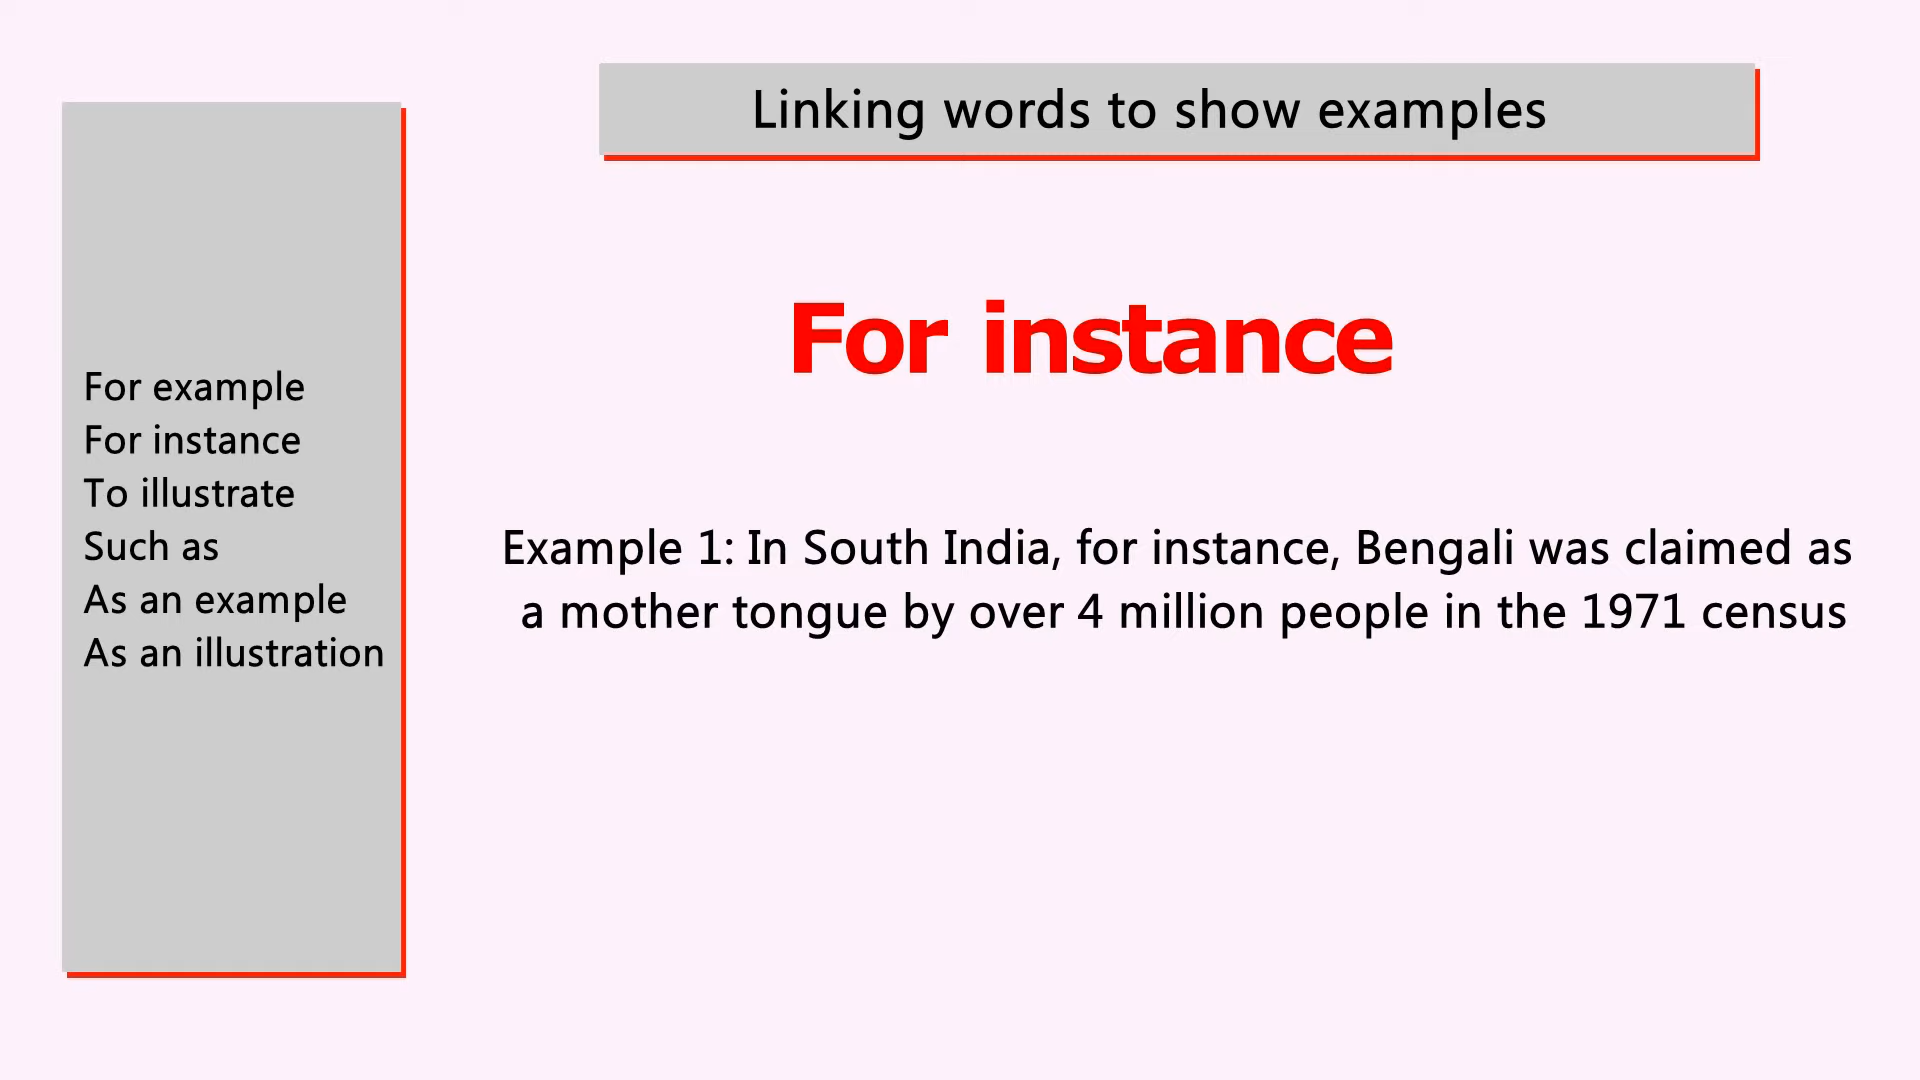 Linking words to show examples
For example
For instance
To illustrate
Such as
As an example
As an illustration
For instance
Example 1: In South India, for instance, Bengali was claimed as
a mother tongue by over 4 million people in the 1971 census